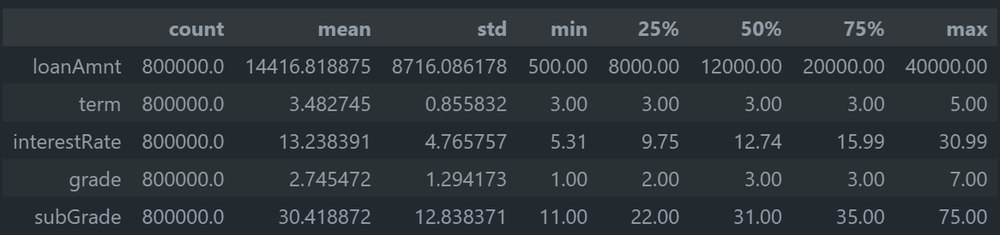 count mean std min 25% 50% 75% max
loanAmnt 800000.0 14416.818875 8716.086178 500.00 8000.00 12000.00 20000.00 40000.00
term 800000.0 3.482745 0.855832 3.00 3.00 3.00 3.00 5.00
interestRate 800000.0 13.238391 4.765757 5.31 9.75 12.74 15.99 30.99
grade 800000.0 2.745472 1.294173 1.00 2.00 3.00 3.00 7.00
subGrade 800000.0 30.418872 12.838371 11.00 22.00 31.00 35.00 75.00